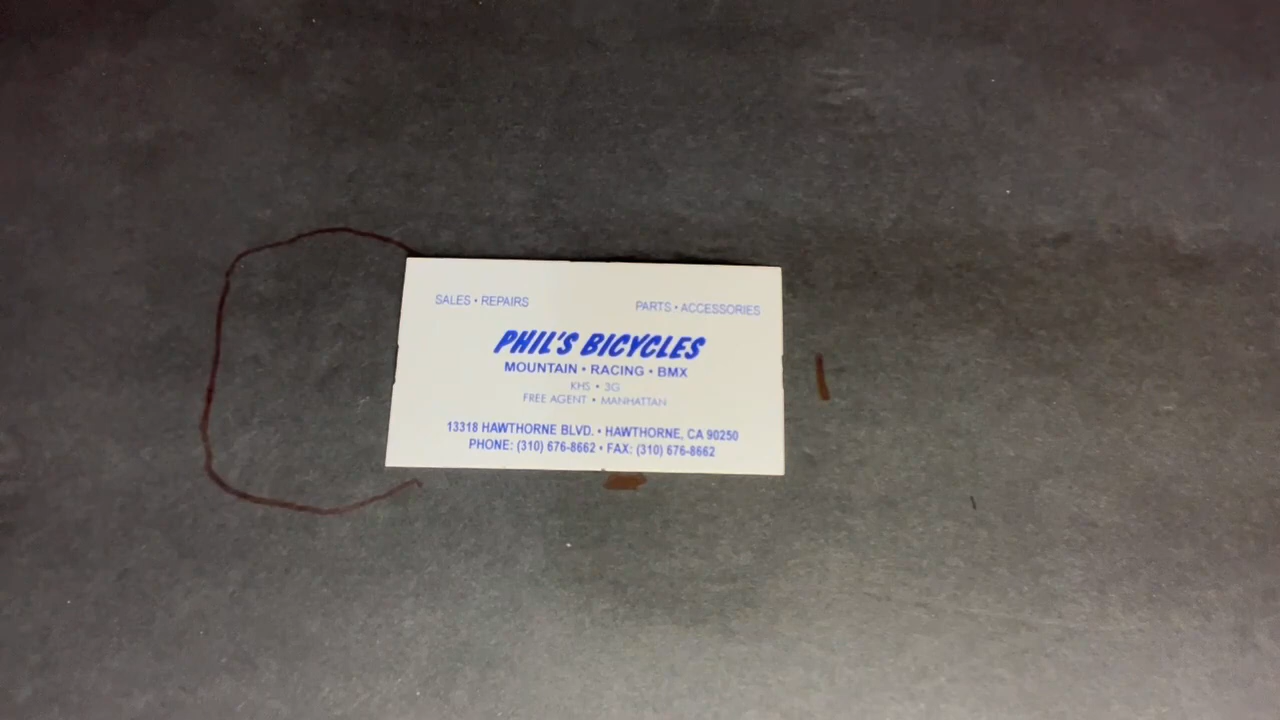 SALES • REPAIRS
PARTS • ACCESSORIES
PHIL'S BICYCLES
MOUNTAIN • RACING • BMX
KHS • 3G
FREE AGENT • MANHATTAN
13318 HAWTHORNE BLVD. • HAWTHORNE, CA 90250
PHONE: (310) 676-8662 • FAX: (310) 676-8662